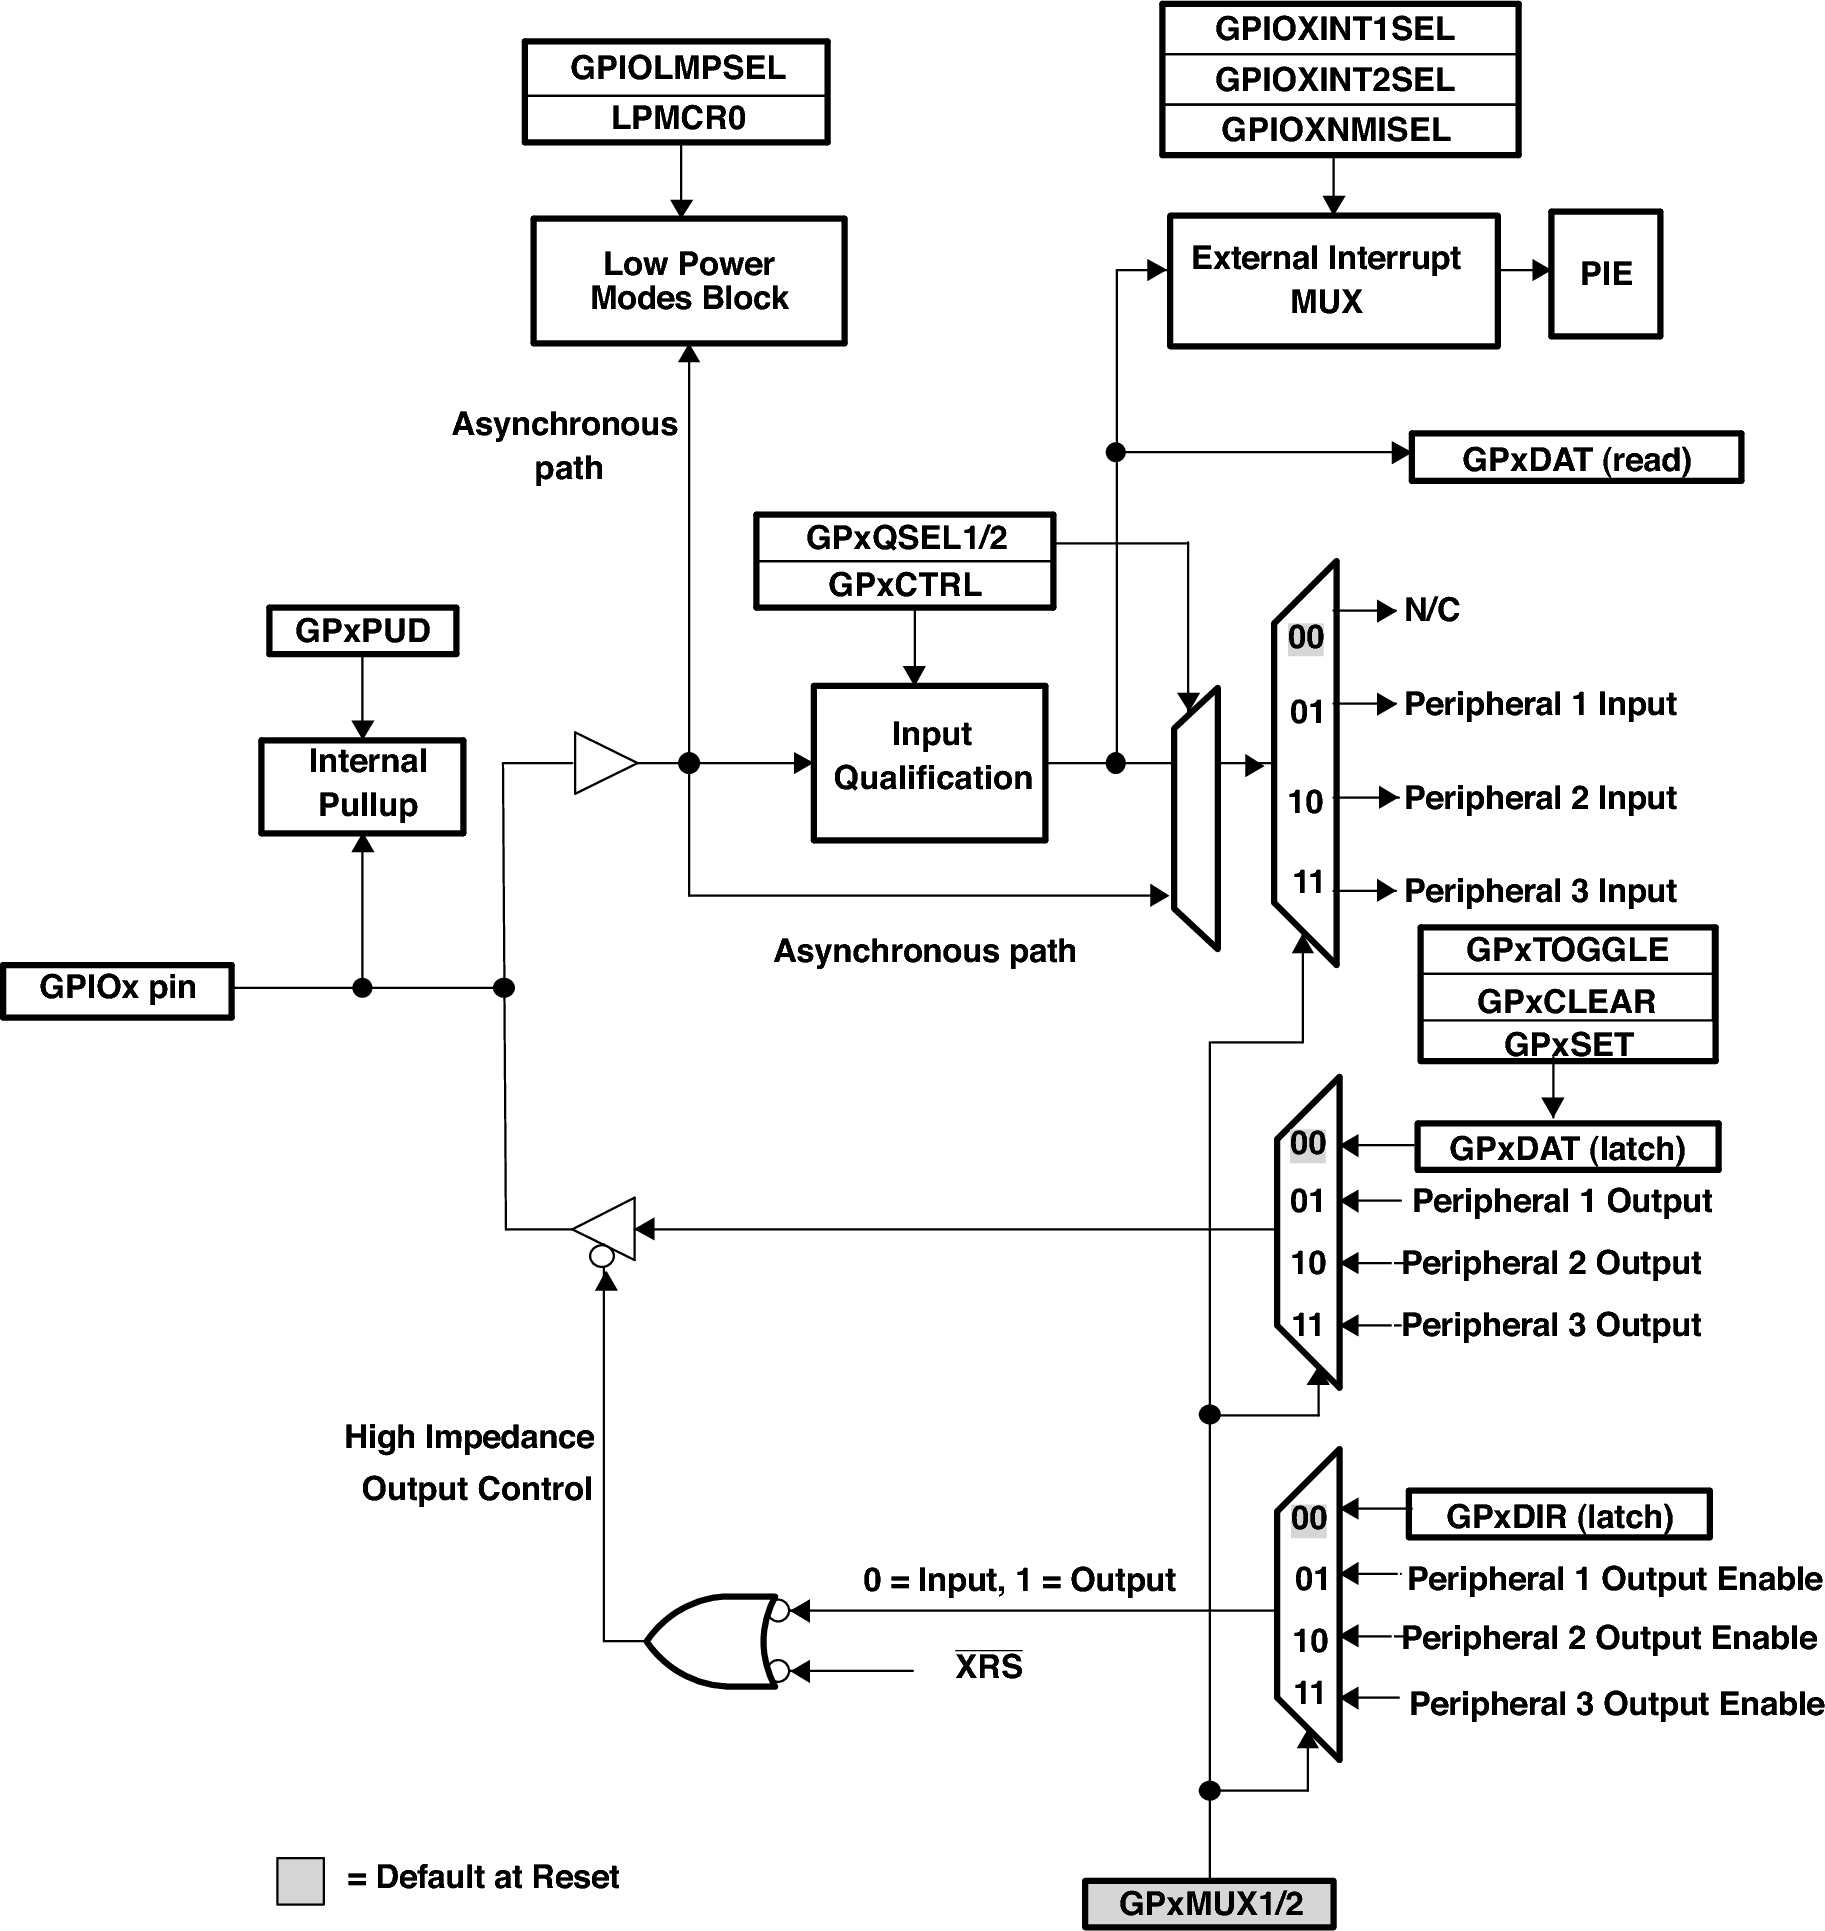 GPIOXINT1SEL
GPIOXINT2SEL
GPIOXNMISEL
GPIOLMPSEL
LPMCR0
Low Power
Modes Block
External Interrupt
MUX
PIE
Asynchronous
path
GPxDAT (read)
GPxQSEL1/2
GPxCTRL
GPxPUD
Internal
Pullup
Input
Qualification
00
01
10
11
N/C
Peripheral 1 Input
Peripheral 2 Input
Peripheral 3 Input
Asynchronous path
GPIOx pin
GPxTOGGLE
GPxCLEAR
GPxSET
00
01
10
11
GPxDAT (latch)
Peripheral 1 Output
Peripheral 2 Output
Peripheral 3 Output
High Impedance
Output Control
00
01
10
11
GPxDIR (latch)
Peripheral 1 Output Enable
Peripheral 2 Output Enable
Peripheral 3 Output Enable
0 = Input, 1 = Output
XRS
= Default at Reset
GPxMUX1/2